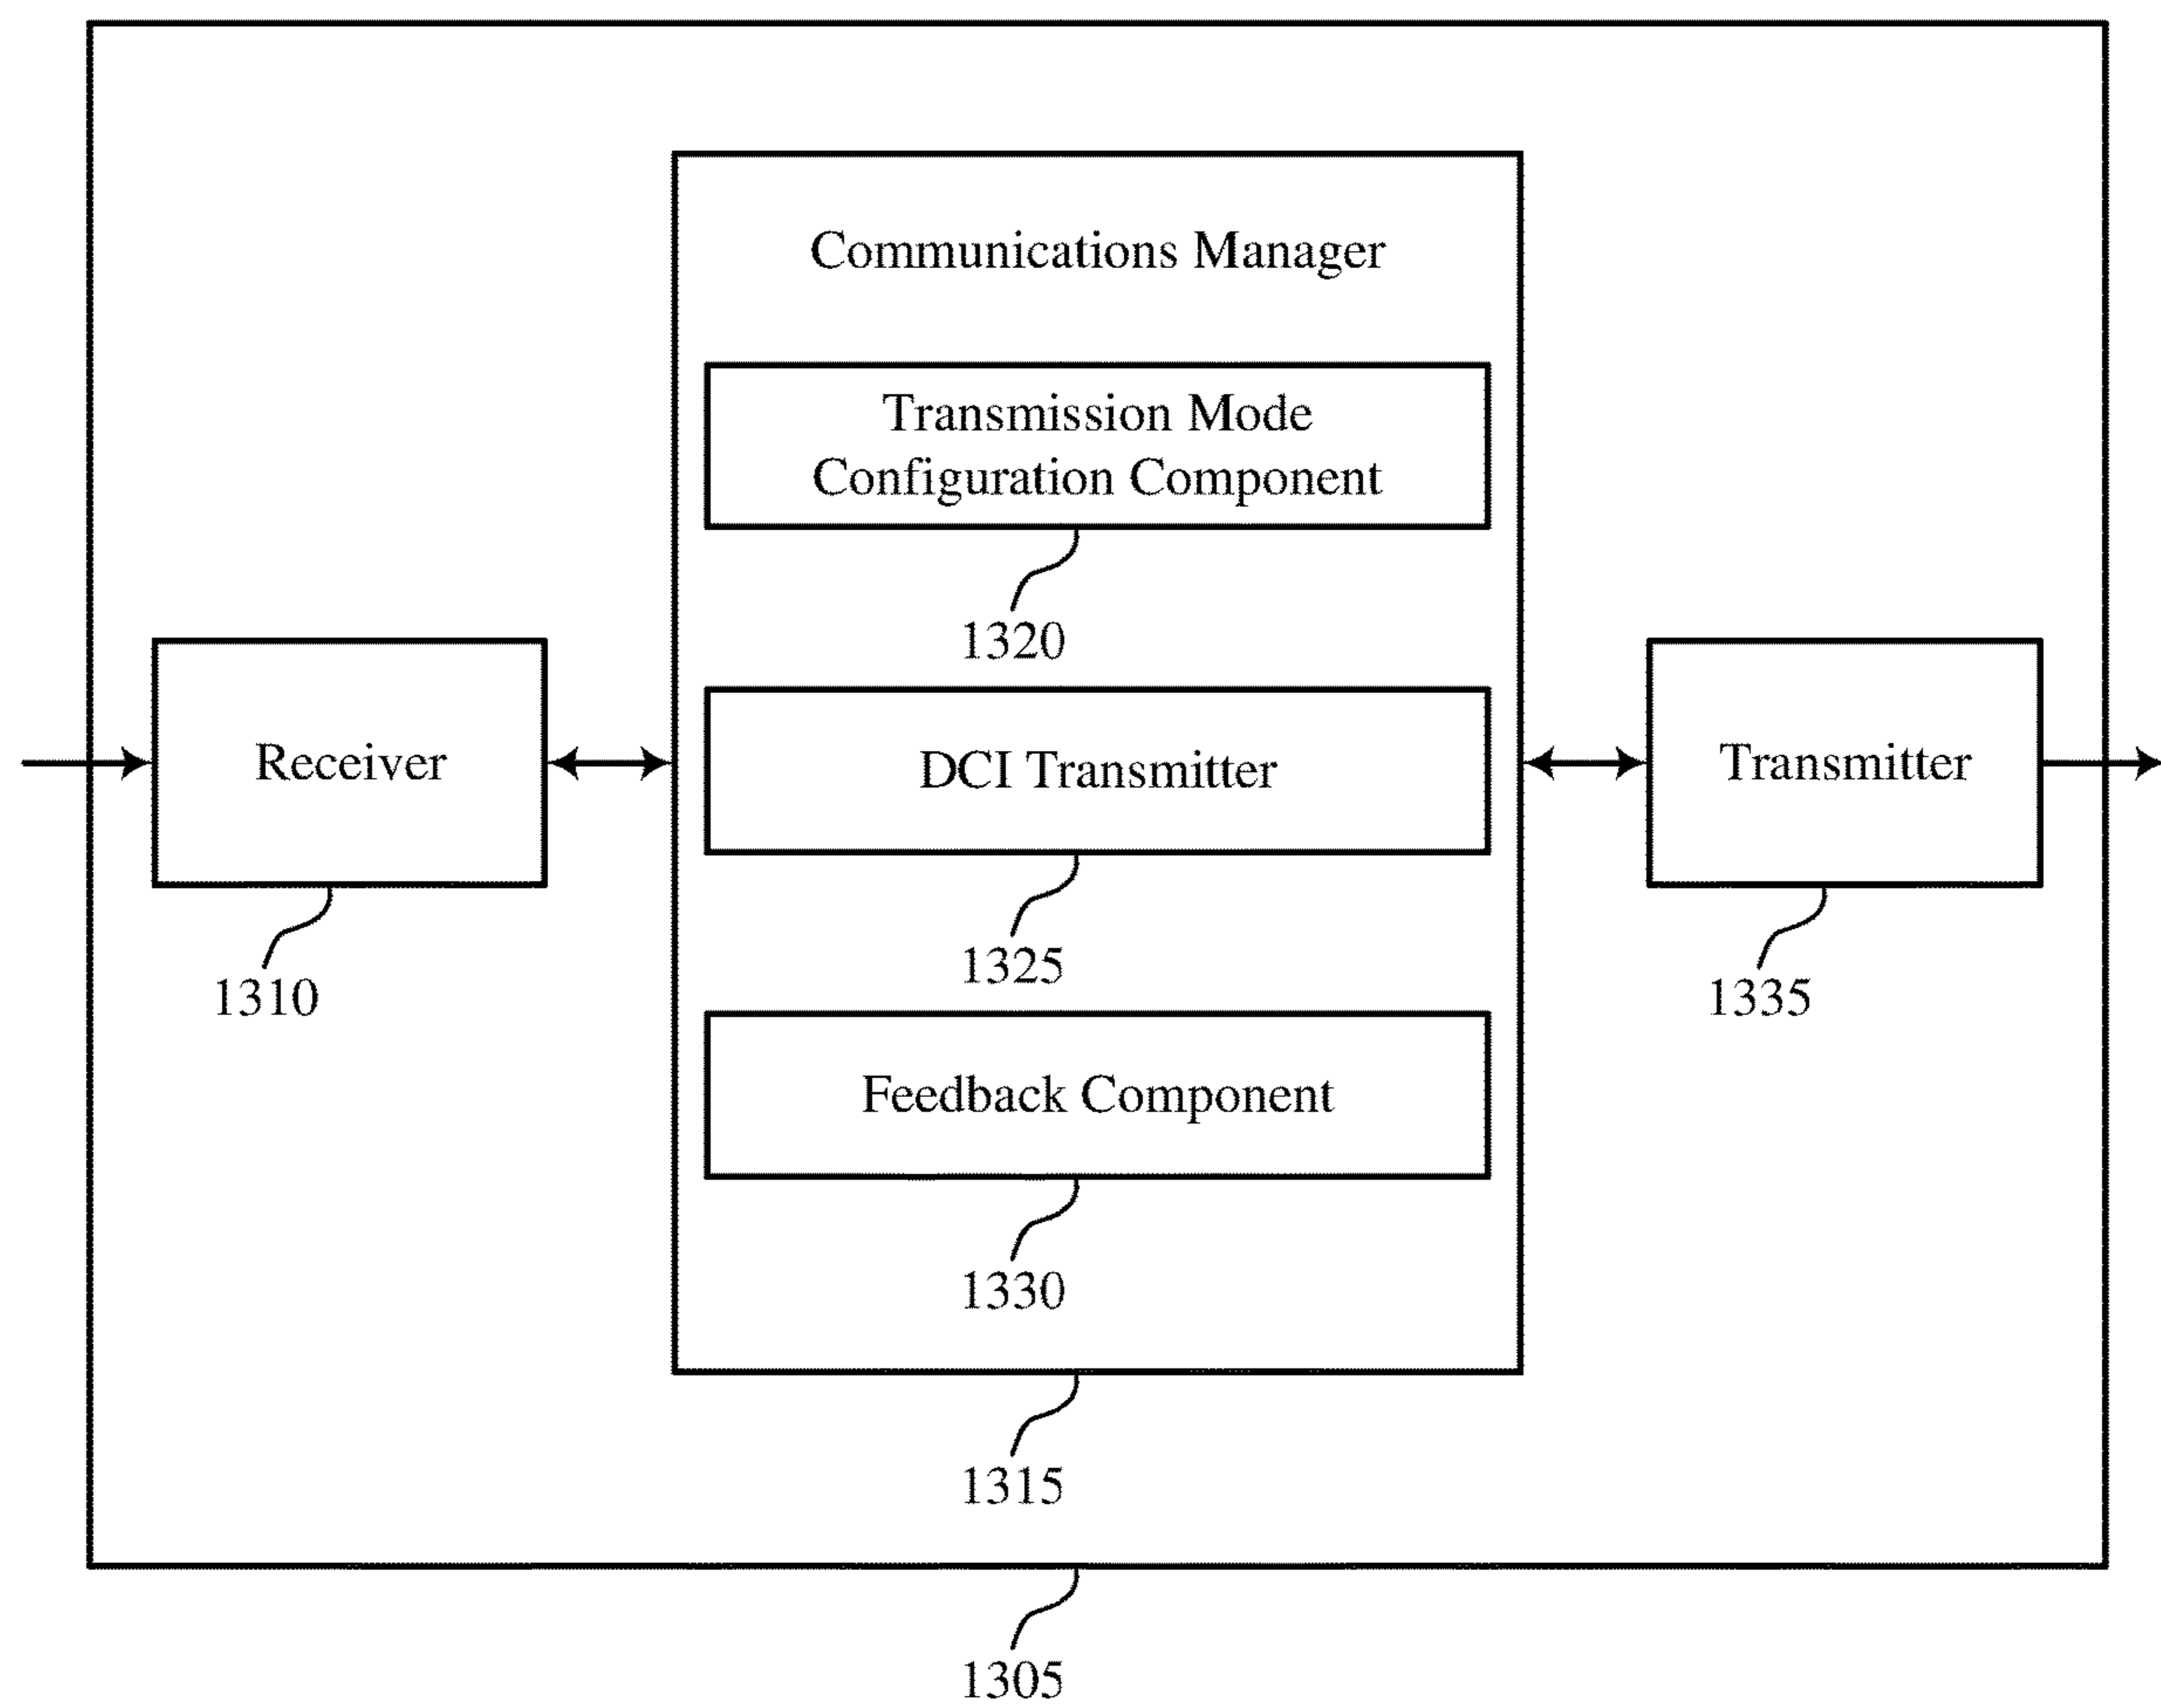 Communications Manager
Transmission Mode
Configuration Component
1320
Receiver
1310
DCI Transmitter
1325
Transmitter
1335
Feedback Component
1330
1315
1305